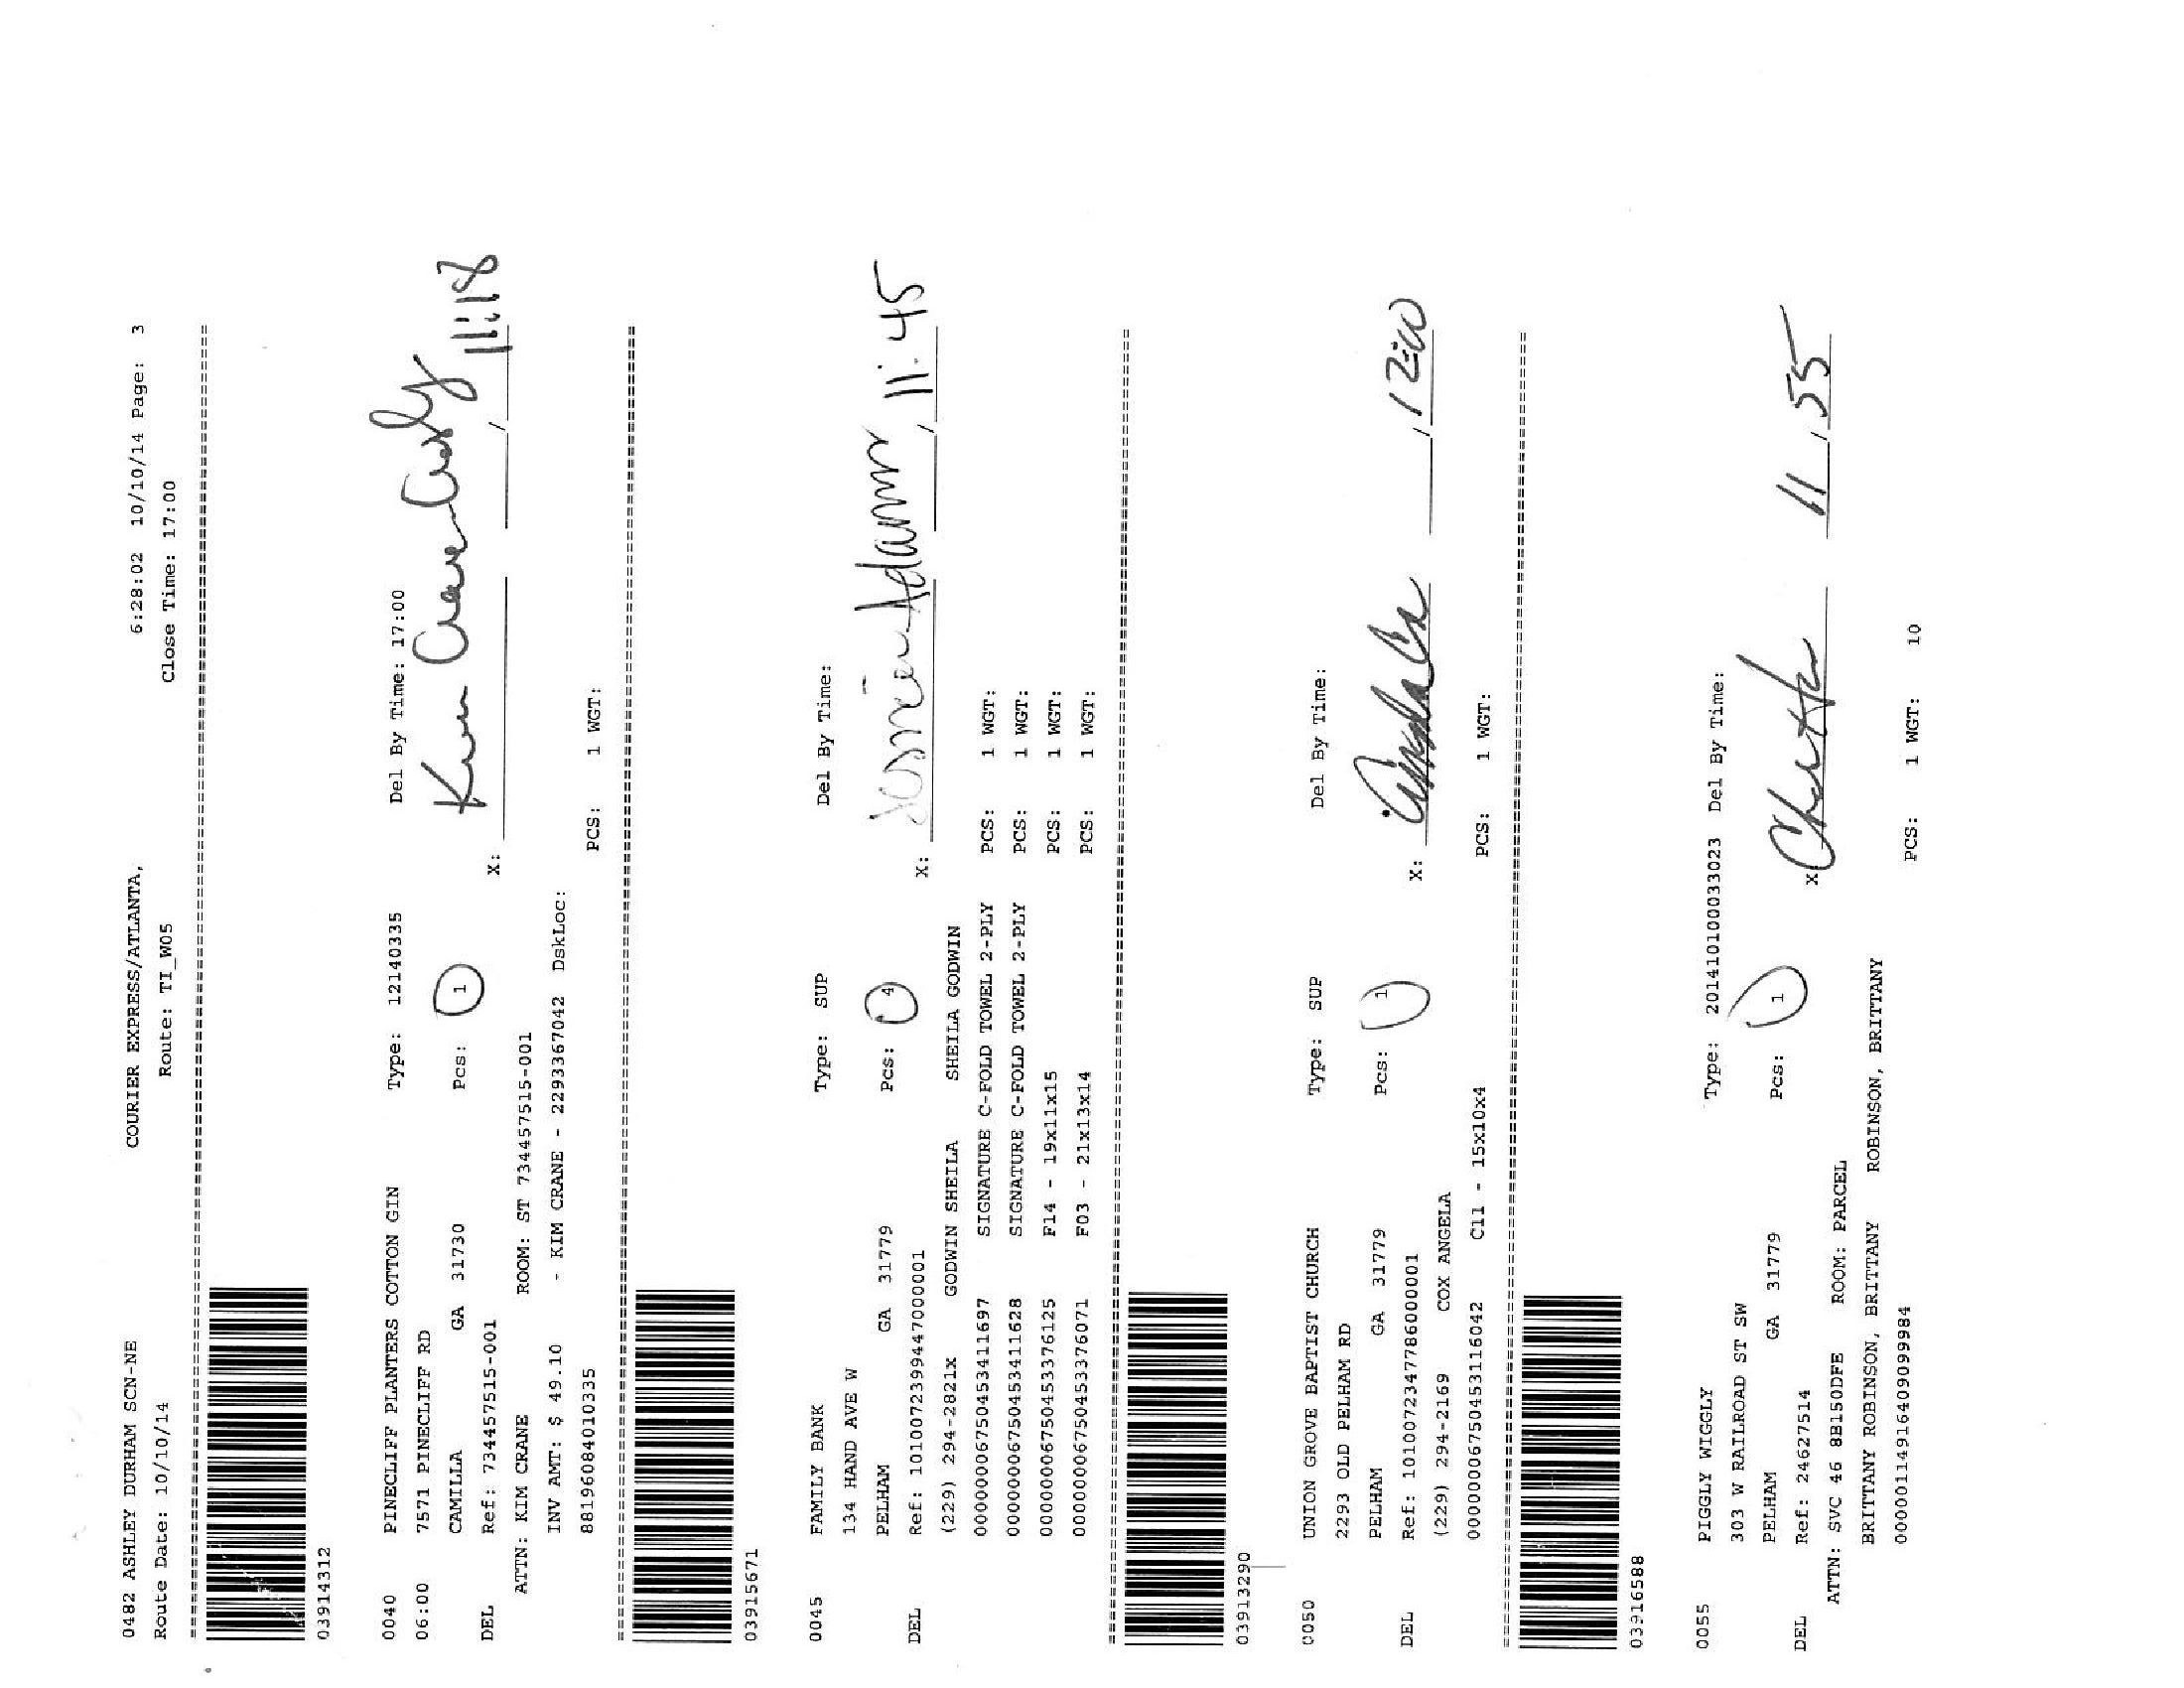 0482 ASHLEY DURHAM SCN-NE COURIER EXPRESS/ATLANTA, 6:28:02 10/10/14 Page: 3
Route Date: 10/10/14 Route: TI_W05 Close Time: 17:00
03914312
0040 PINECLIFF PLANTERS COTTON GIN Type: 12140335 Del By Time: 17:00
06:00 7571 PINECLIFF RD
CAMILLA GA 31730 Pcs: 1 Kim Crane 11:18
DEL Ref: 734457515-001 X: /
ATTN: KIM CRANE ROOM: ST 734457515-001
INV AMT: $ 49.10 - KIM CRANE - 2293367042 DskLoc:
8819608401033​5 PCS: 1 WGT:
03915671
0045 FAMILY BANK Type: SUP Del By Time:
134 HAND AVE W
PELHAM GA 31779 Pcs: 4 Adams 11:45
DEL Ref: 1010072399447000001 X: /
(229) 294-2821X GODWIN SHEILA SHEILA GODWIN
00000006750453411697 SIGNATURE C-FOLD TOWEL 2-PLY PCS: 1 WGT:
00000006750453411628 SIGNATURE C-FOLD TOWEL 2-PLY PCS: 1 WGT:
00000006750453376125 F14 - 19x11x15 PCS: 1 WGT:
00000006750453376071 F03 - 21x13x14 PCS: 1 WGT:
03913290
0050 UNION GROVE BAPTIST CHURCH Type: SUP Del By Time:
2293 OLD PELHAM RD
PELHAM GA 31779 Pcs: 1 Angela Cox 12:00
DEL Ref: 1010072347786000001 X: /
(229) 294-2169 COX ANGELA
00000006750453116042 C11 - 15x10x4 PCS: 1 WGT:
03916588
0055 PIGGLY WIGGLY Type: 2014101000033023 Del By Time:
303 W RAILROAD ST SW
PELHAM GA 31779 Pcs: 1 11 55
DEL Ref: 24627514 X /
ATTN: SVC 46 8B150DFE ROOM: PARCEL
BRITTANY ROBINSON, BRITTANY ROBINSON, BRITTANY
00000114916409099984 PCS: 1 WGT: 10